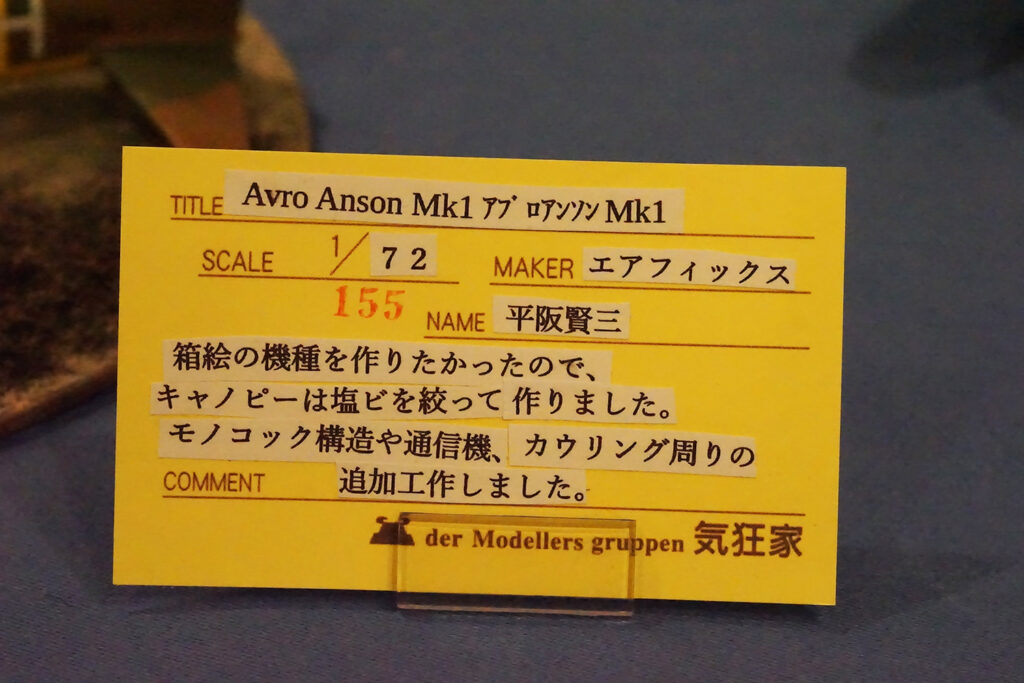 TITLE Avro Anson Mk1 ｱﾌﾞﾛｱﾝｿﾝ Mk1
SCALE 1/72 MAKER エアフィックス
155 NAME 平阪賢三
箱絵の機種を作りたかったので、
キャノピーは塩ビを絞って 作りました。
モノコック構造や通信機、カウリング周りの
COMMENT 追加工作しました。
der Modellers gruppen 気狂家